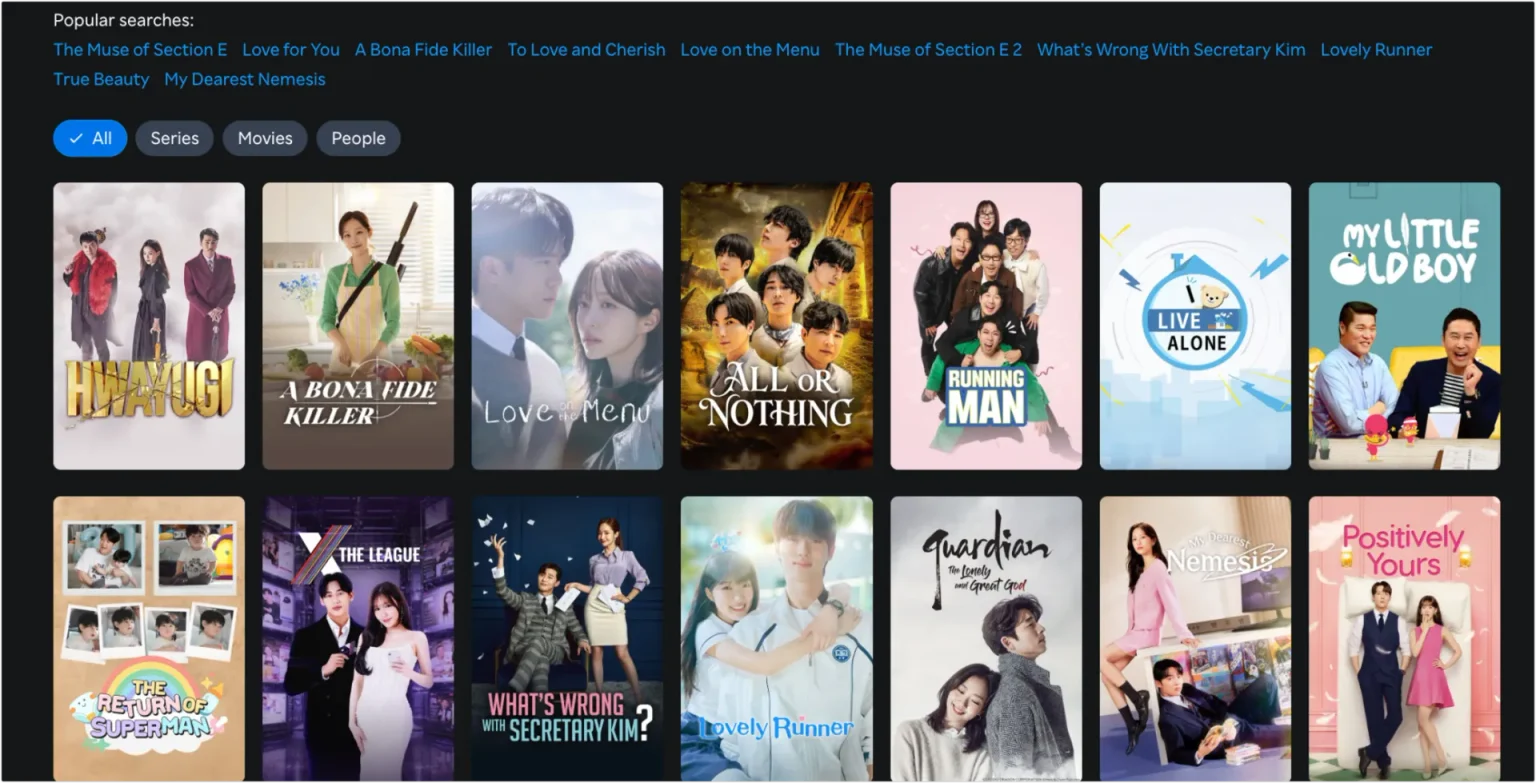 Popular searches:
The Muse of Section E Love for You A Bona Fide Killer To Love and Cherish Love on the Menu The Muse of Section E 2 What's Wrong With Secretary Kim Lovely Runner
True Beauty My Dearest Nemesis
All Series Movies People
HWAYUGI
A BONA FIDE
KILLER
Love on the Menu
ALL OR
NOTHING
RUNNING
MAN
I
LIVE
ALONE
MY LITTLE
OLD BOY
THE
RETURN OF
SUPERMAN
X THE LEAGUE
WHAT'S WRONG
WITH SECRETARY KIM?
Lovely Runner
guardian
The Lonely
and Great God
My Dearest
Nemesis
Positively
Yours